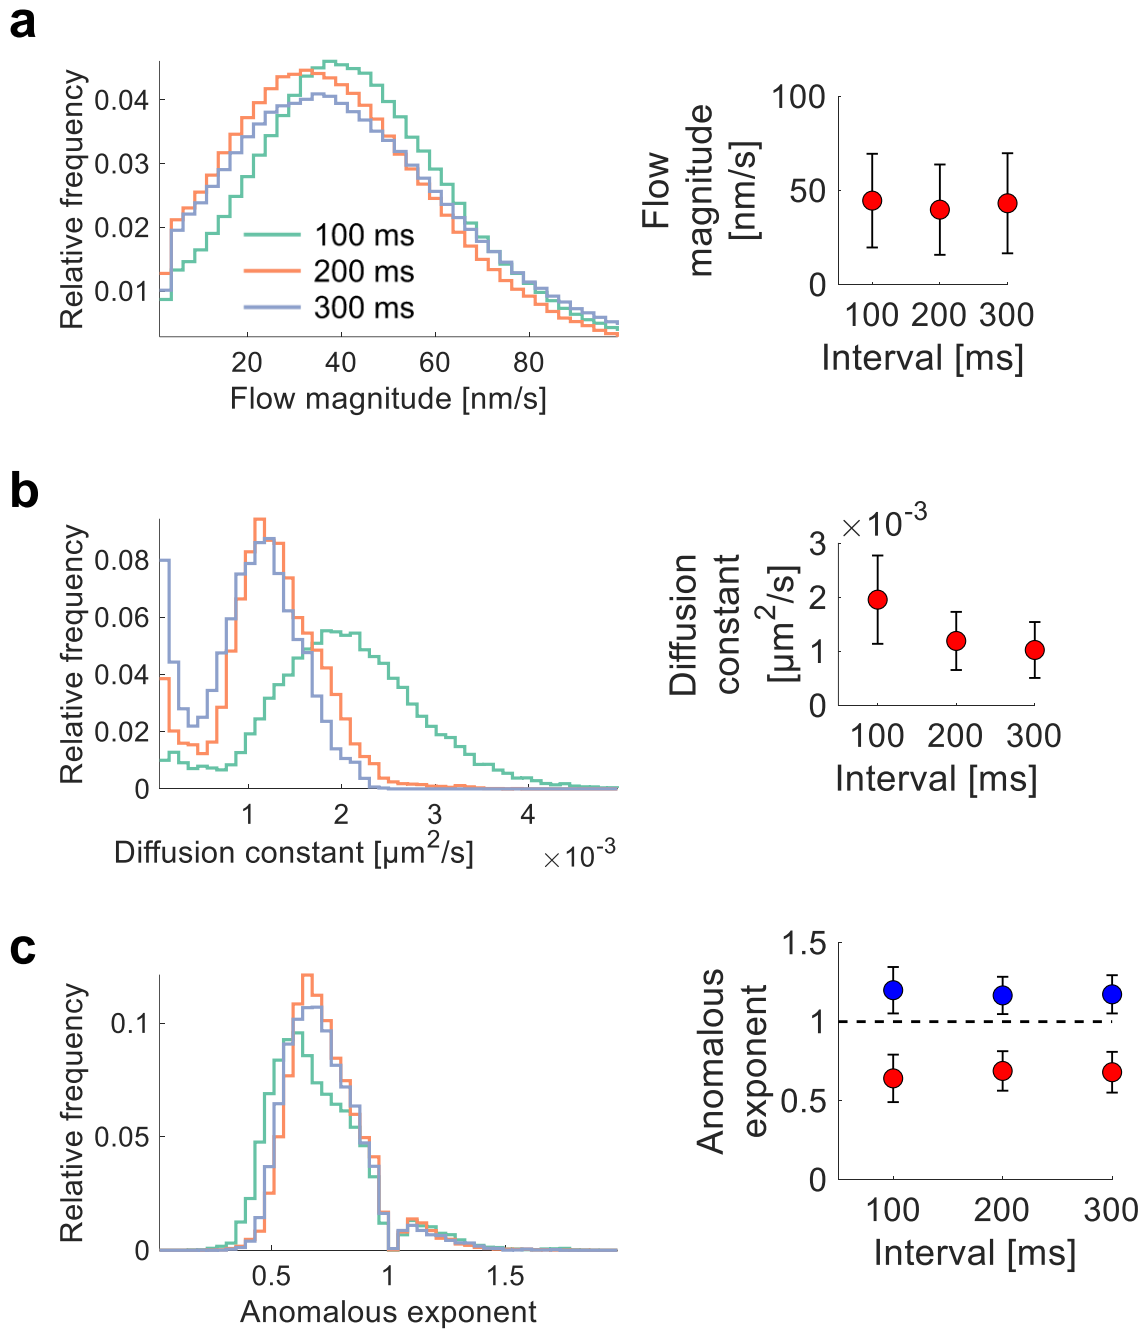 a
Relative frequency
0.04
0.03
0.02
0.01
100 ms
200 ms
300 ms
20 40 60 80
Flow magnitude [nm/s]
Flow
magnitude
[nm/s]
100
50
0
100 200 300
Interval [ms]
b
Relative frequency
0.08
0.06
0.04
0.02
0
1 2 3 4
Diffusion constant [µm²/s]
×10⁻³
Diffusion
constant
[µm²/s]
×10⁻³
3
2
1
0
100 200 300
Interval [ms]
c
Relative frequency
0.1
0.05
0
0.5 1 1.5
Anomalous exponent
Anomalous
exponent
1.5
1
0.5
0
100 200 300
Interval [ms]